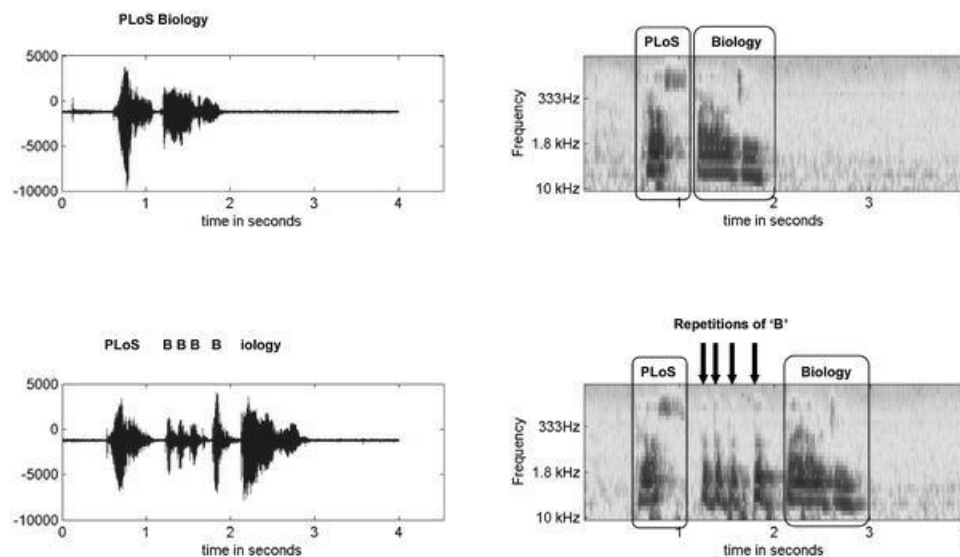 PLoS Biology
5000
0
-5000
-10000
0 1 2 3 4
time in seconds
PLoS Biology
Frequency
333Hz
1.8 kHz
10 kHz
1 2 3
time in seconds
PLoS B B B B iology
5000
0
-5000
-10000
0 1 2 3 4
time in seconds
Repetitions of 'B'
PLoS Biology
Frequency
333Hz
1.8 kHz
10 kHz
1 2 3
time in seconds